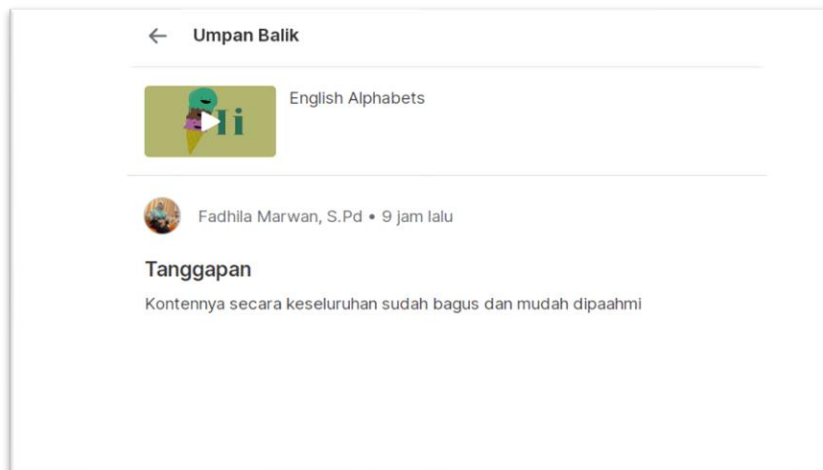 Umpan Balik
Ii
English Alphabets
Fadhila Marwan, S.Pd • 9 jam lalu
Tanggapan
Kontennya secara keseluruhan sudah bagus dan mudah dipaahmi